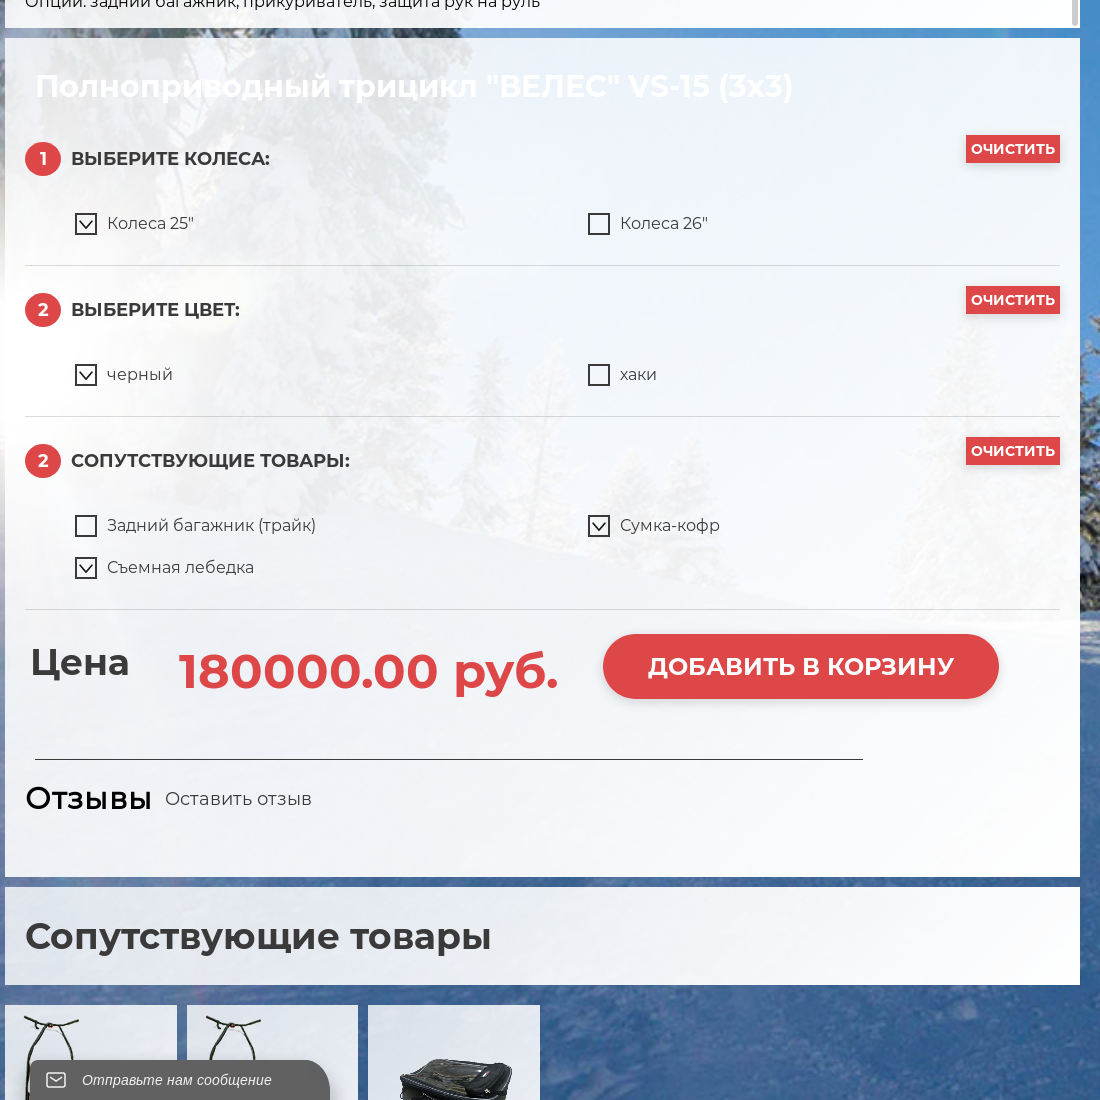 Опции: задний багажник, прикуриватель, защита рук на руль
Полноприводный трицикл "ВЕЛЕС" VS-15 (3х3)
1 ВЫБЕРИТЕ КОЛЕСА:
ОЧИСТИТЬ
Колеса 25"
Колеса 26"
2 ВЫБЕРИТЕ ЦВЕТ:
ОЧИСТИТЬ
черный
хаки
2 СОПУТСТВУЮЩИЕ ТОВАРЫ:
ОЧИСТИТЬ
Задний багажник (трайк)
Сумка-кофр
Съемная лебедка
Цена 180000.00 руб.
ДОБАВИТЬ В КОРЗИНУ
Отзывы Оставить отзыв
Сопутствующие товары
Отправьте нам сообщение